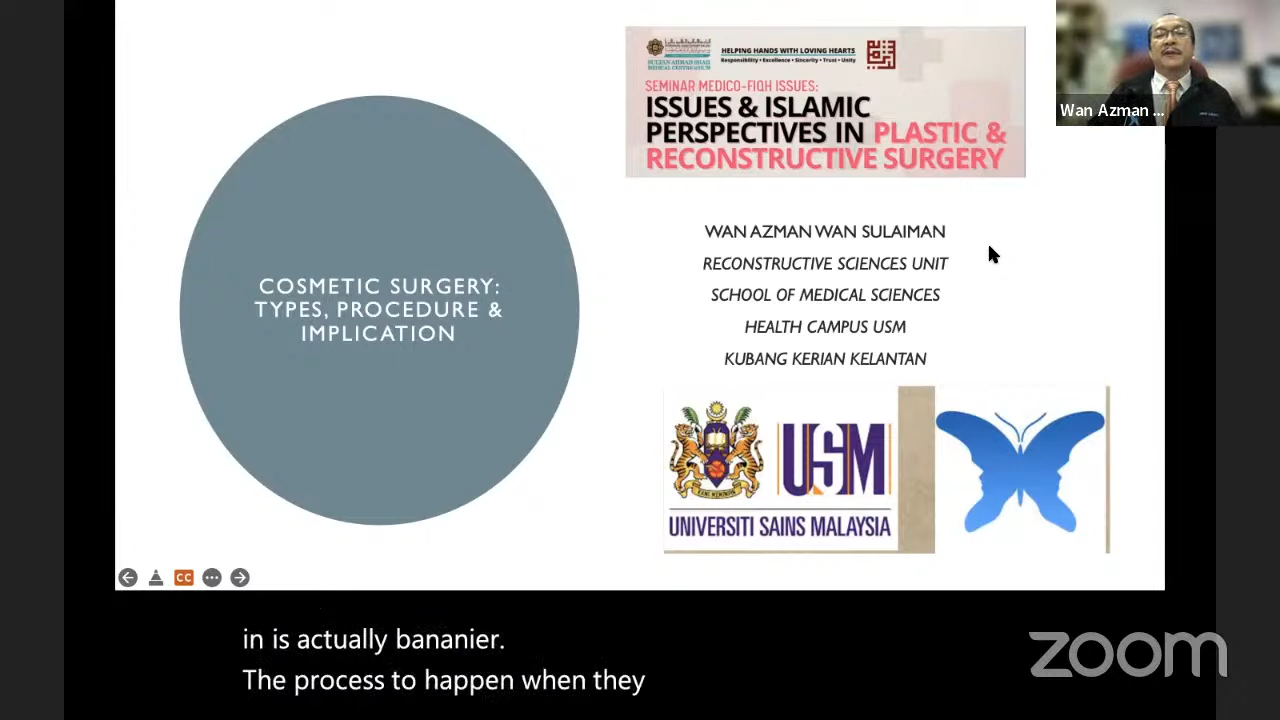 HELPING HANDS WITH LOVING HEARTS
Responsibility • Excellence • Sincerity • Trust • Unity
SULTAN AHMAD SHAH
SEMINAR MEDICO-FIQH ISSUES:
ISSUES & ISLAMIC
PERSPECTIVES IN PLASTIC &
RECONSTRUCTIVE SURGERY
Wan Azman ...
COSMETIC SURGERY:
TYPES, PROCEDURE &
IMPLICATION
WAN AZMAN WAN SULAIMAN
RECONSTRUCTIVE SCIENCES UNIT
SCHOOL OF MEDICAL SCIENCES
HEALTH CAMPUS USM
KUBANG KERIAN KELANTAN
USM
UNIVERSITI SAINS MALAYSIA
CC
in is actually bananier.
The process to happen when they
zoom